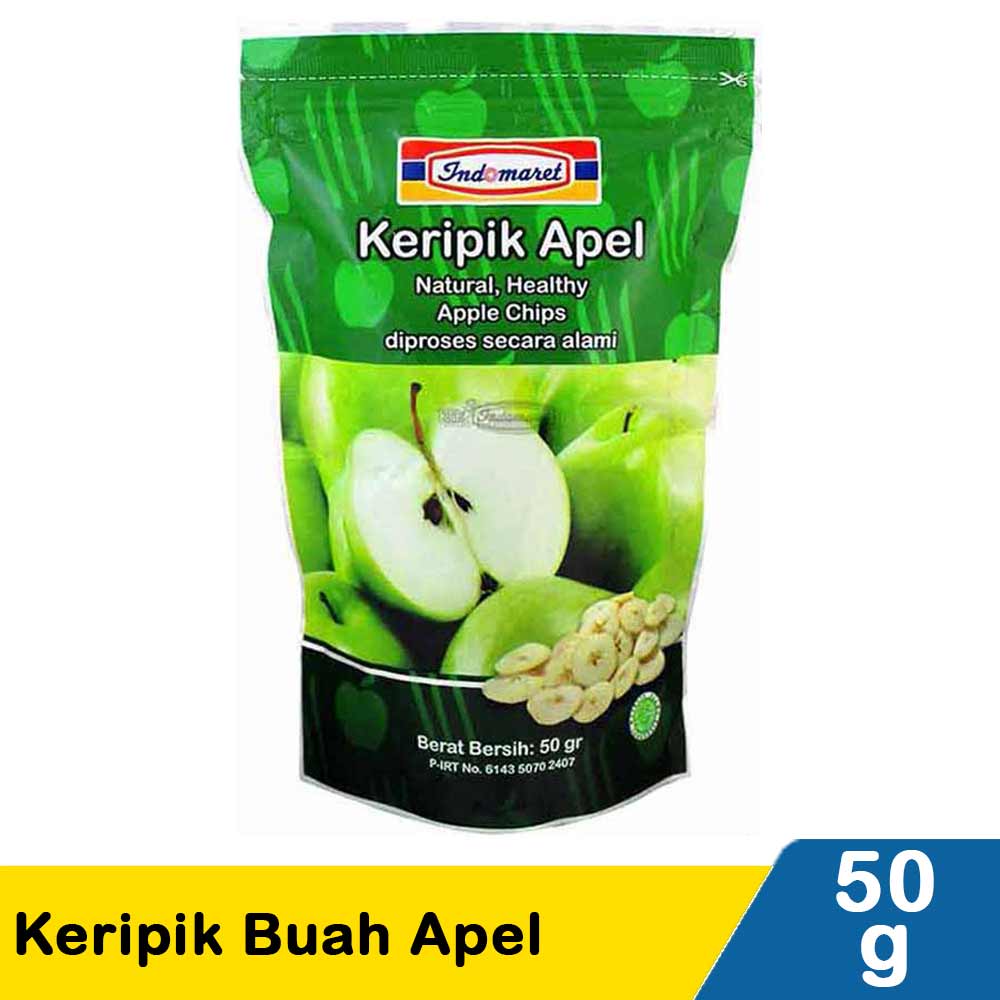 Indomaret
Keripik Apel
Natural, Healthy
Apple Chips
diproses secara alami
Indomaret
Berat Bersih: 50 gr
P-IRT No. 6143 5070 2407
Keripik Buah Apel
50
g